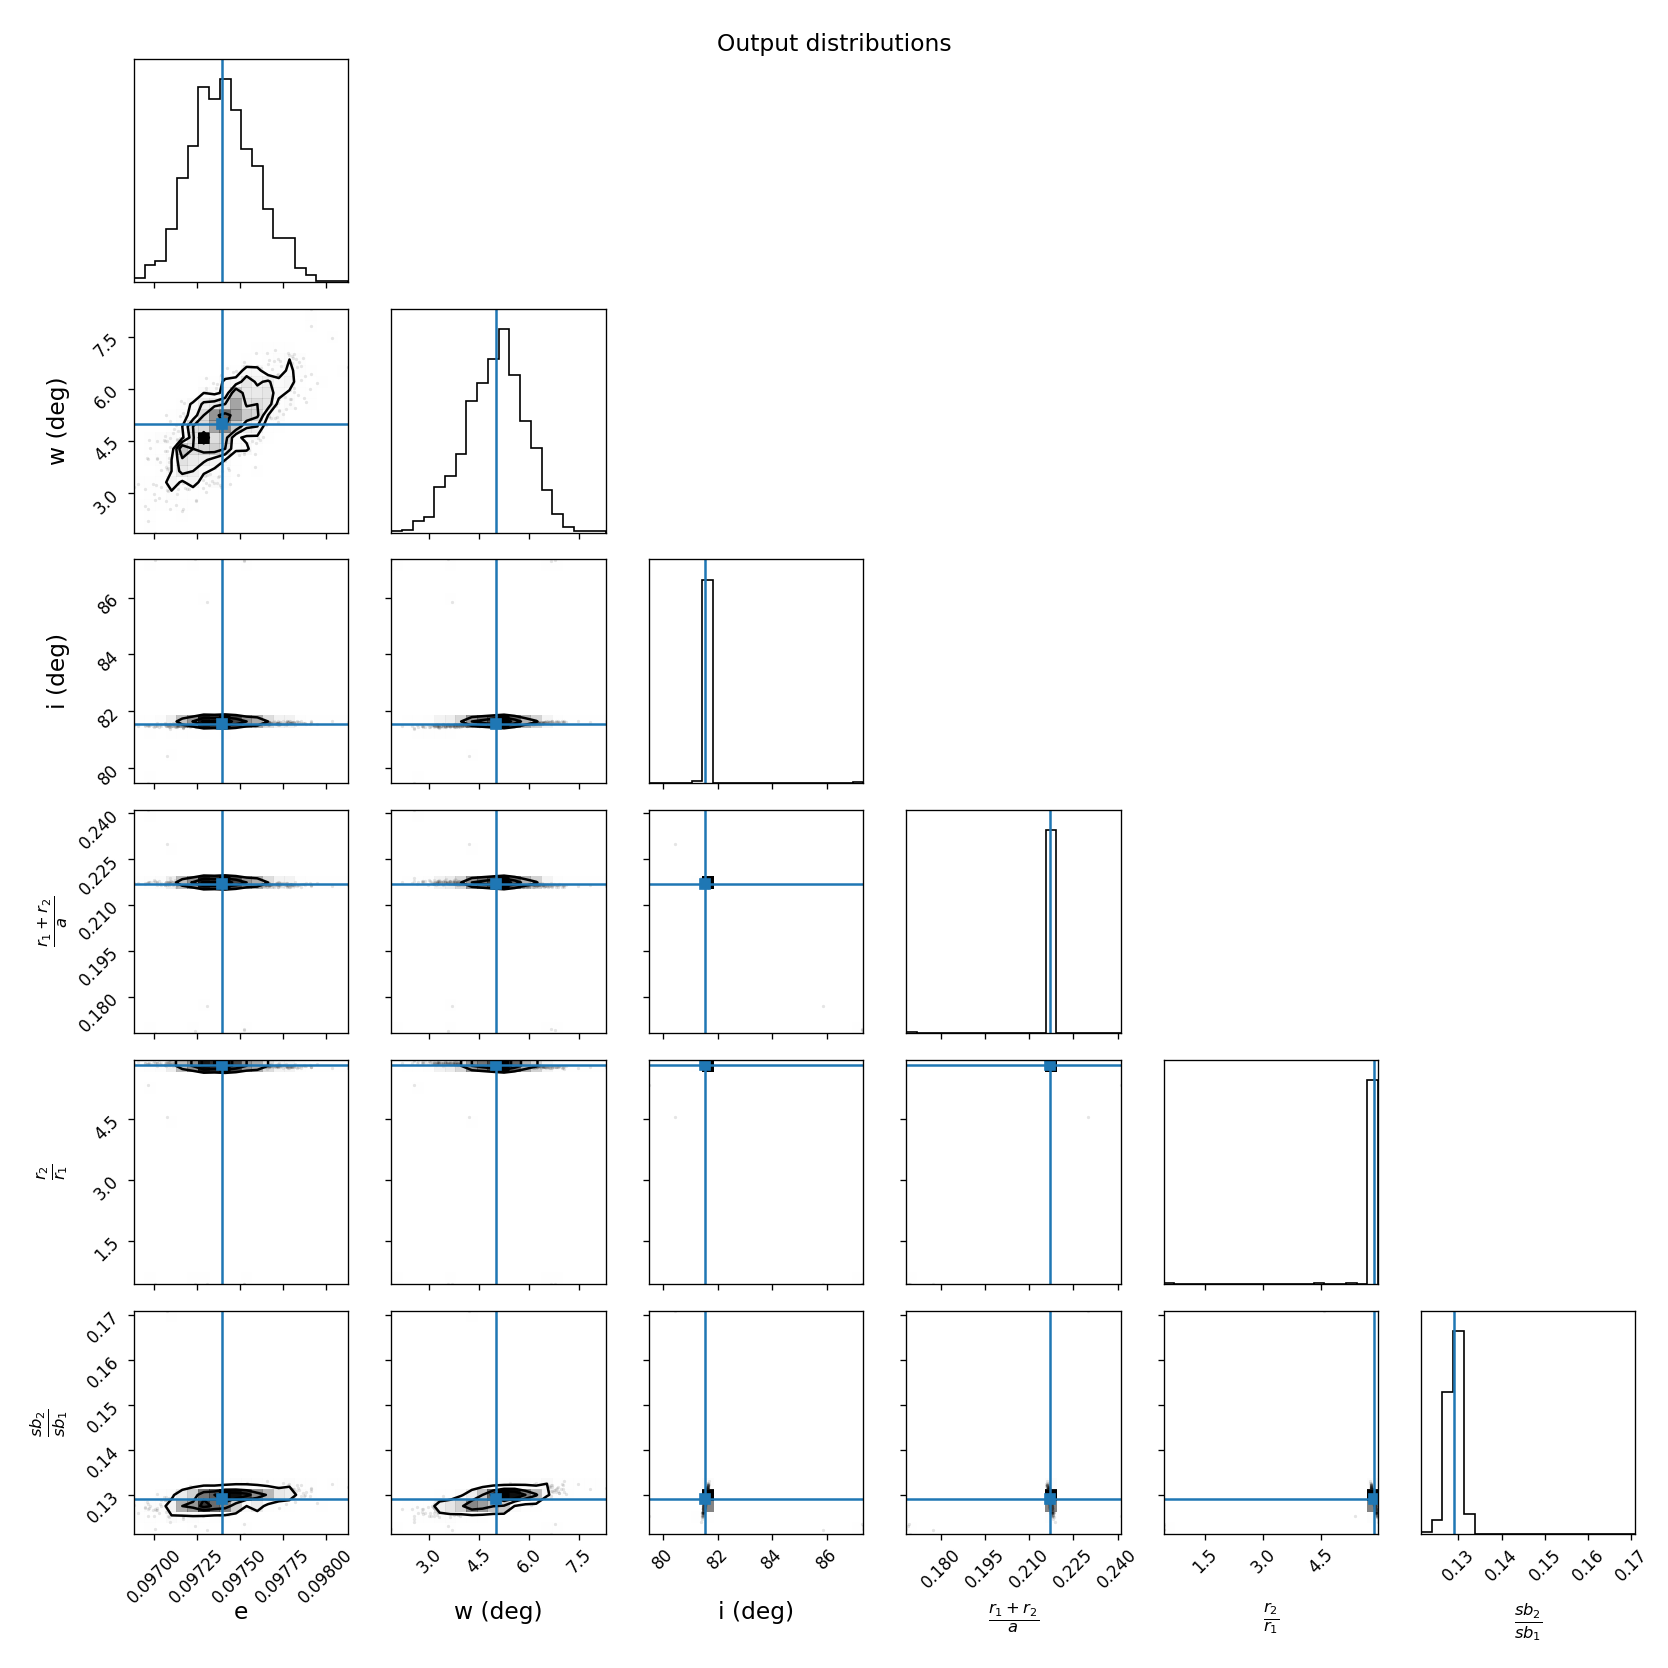 Output distributions
w (deg)
7.5
6.0
4.5
3.0
i (deg)
86
84
82
80
r₁ + r₂
a
0.240
0.225
0.210
0.195
0.180
r₂
r₁
4.5
3.0
1.5
sb₂
sb₁
0.17
0.16
0.15
0.14
0.13
0.09700 0.09725 0.09750 0.09775 0.09800
3.0 4.5 6.0 7.5
80 82 84 86
0.180 0.195 0.210 0.225 0.240
1.5 3.0 4.5
0.13 0.14 0.15 0.16 0.17
e
w (deg)
i (deg)
r₁ + r₂
a
r₂
r₁
sb₂
sb₁